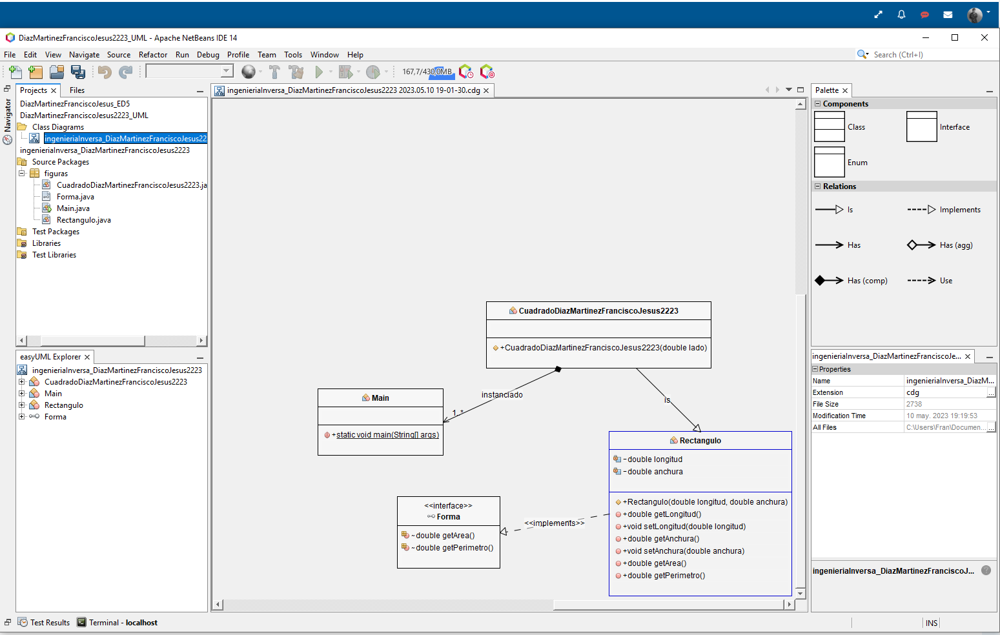 DiazMartinezFranciscoJesus2223_UML - Apache NetBeans IDE 14
File Edit View Navigate Source Refactor Run Debug Profile Team Tools Window Help
Search (Ctrl+I)
167,7/430,0MB
Navigator
Projects Files
DiazMartinezFranciscoJesus_ED5
DiazMartinezFranciscoJesus2223_UML
Class Diagrams
ingenieriaInversa_DiazMartinezFranciscoJesus22
ingenieriaInversa_DiazMartinezFranciscoJesus2223
Source Packages
figuras
CuadradoDiazMartinezFranciscoJesus2223.ja
Forma.java
Main.java
Rectangulo.java
Test Packages
Libraries
Test Libraries
easyUML Explorer
ingenieriaInversa_DiazMartinezFranciscoJesus2223
CuadradoDiazMartinezFranciscoJesus2223
Main
Rectangulo
Forma
ingenieriaInversa_DiazMartinezFranciscoJesus2223 2023.05.10 19-01-30.cdg
CuadradoDiazMartinezFranciscoJesus2223
+CuadradoDiazMartinezFranciscoJesus2223(double lado)
instanciado
1..*
is
Main
+static void main(String[] args)
Rectangulo
-double longitud
-double anchura
+Rectangulo(double longitud, double anchura)
+double getLongitud()
+void setLongitud(double longitud)
+double getAnchura()
+void setAnchura(double anchura)
+double getArea()
+double getPerimetro()
<<implements>>
<<interface>>
Forma
~double getArea()
~double getPerimetro()
Palette
Components
Class Interface
Enum
Relations
Is Implements
Has Has (agg)
Has (comp) Use
ingenieriaInversa_DiazMartinezFranciscoJe...
Properties
Name ingenieriaInversa_DiazM...
Extension cdg ...
File Size 2738
Modification Time 10 may. 2023 19:19:53
All Files C:\Users\Fran\Documen... ...
ingenieriaInversa_DiazMartinezFranciscoJ...
Test Results Terminal - localhost
INS